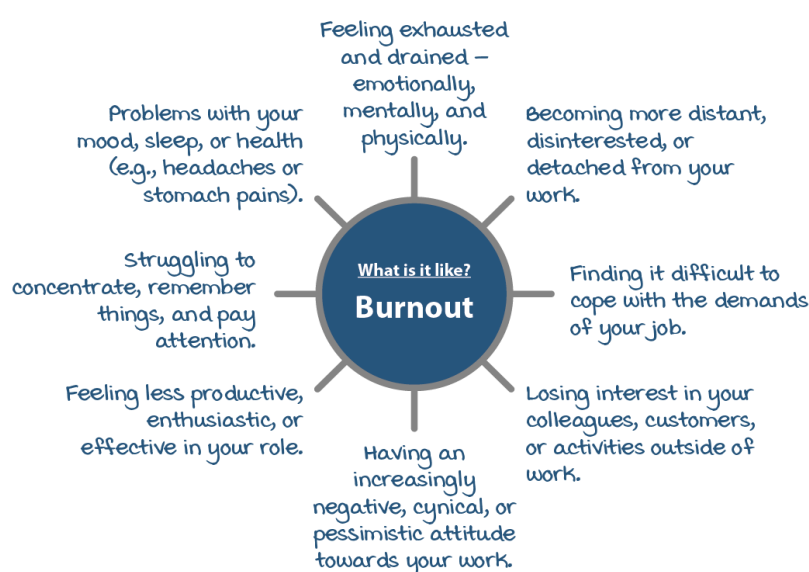 What is it like?
Burnout
Feeling exhausted
and drained –
emotionally,
mentally, and
physically.
Becoming more distant,
disinterested, or
detached from your
work.
Finding it difficult to
cope with the demands
of your job.
Losing interest in your
colleagues, customers,
or activities outside of
work.
Having an
increasingly
negative, cynical, or
pessimistic attitude
towards your work.
Feeling less productive,
enthusiastic, or
effective in your role.
Struggling to
concentrate, remember
things, and pay
attention.
Problems with your
mood, sleep, or health
(e.g., headaches or
stomach pains).